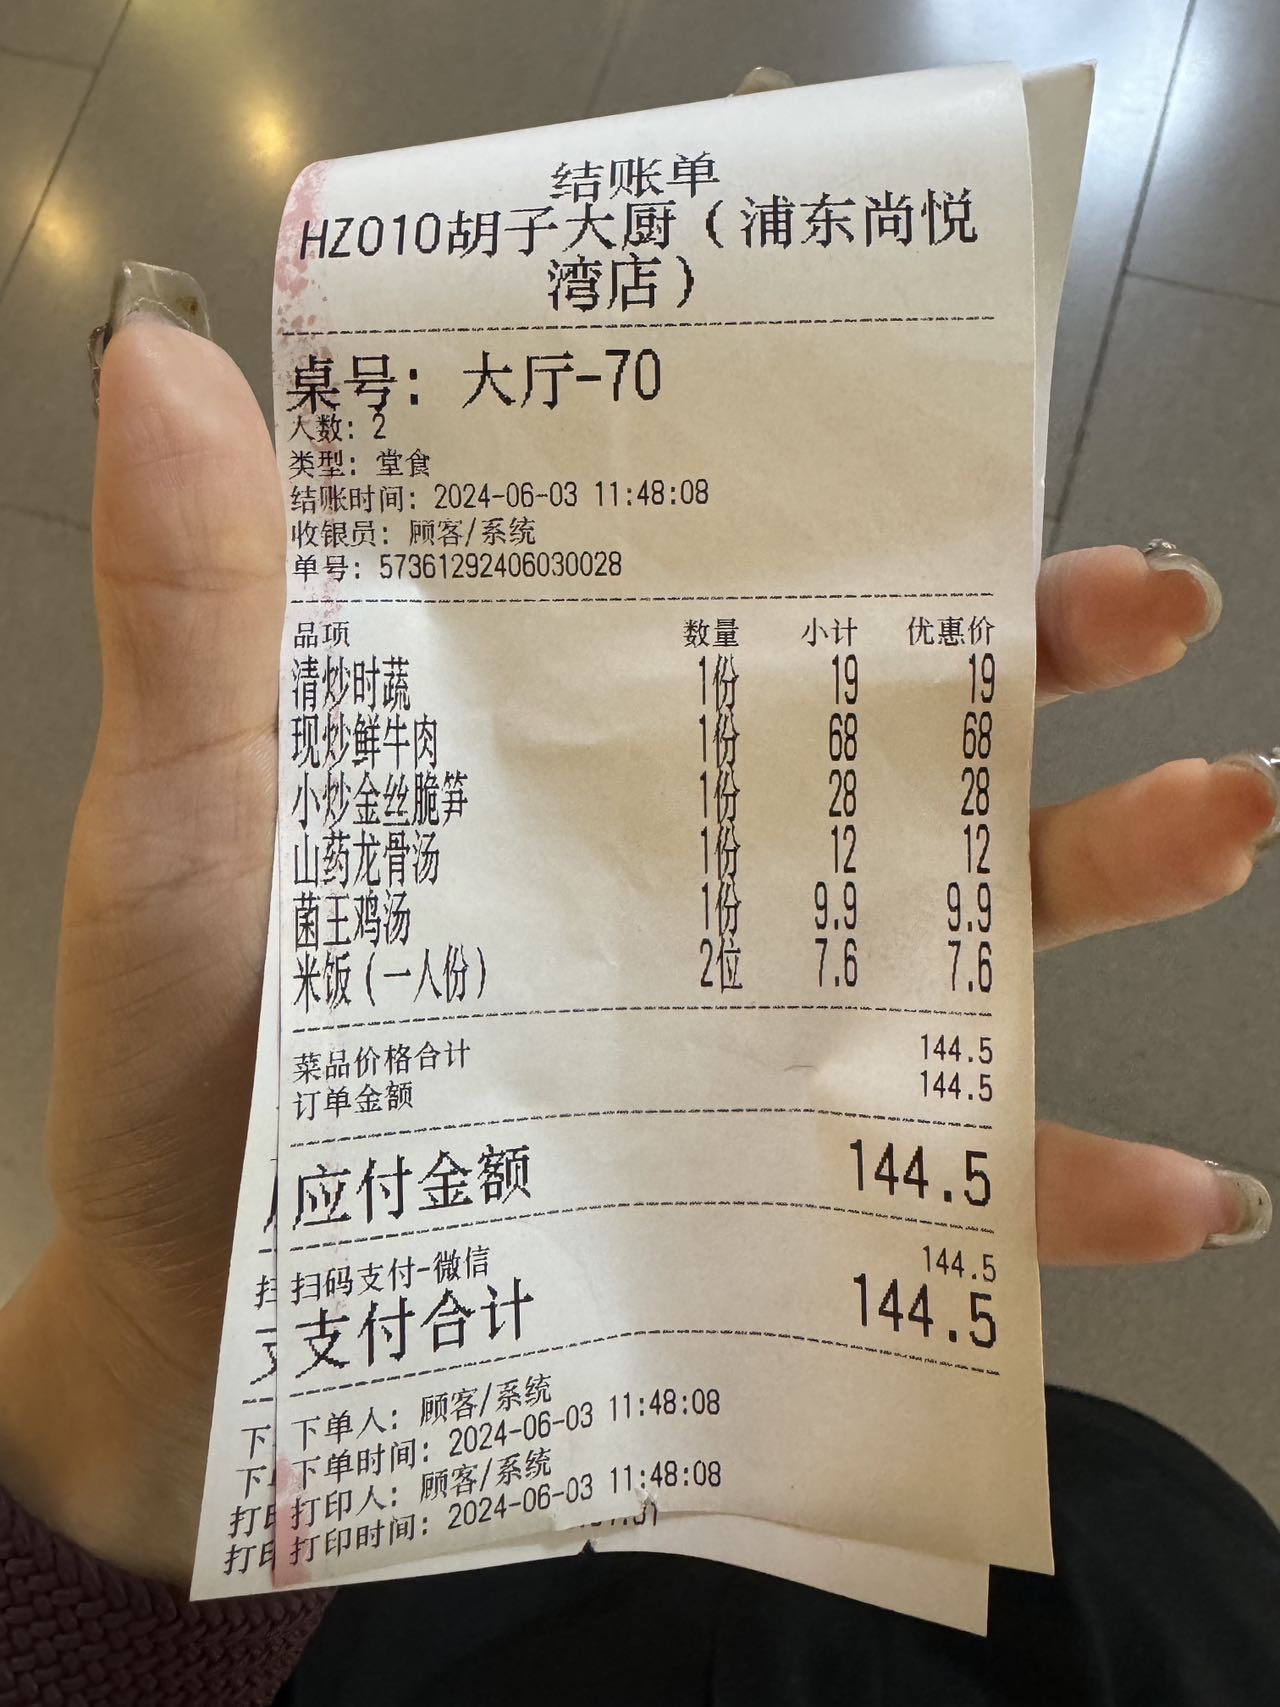 结账单
HZ010胡子大厨（浦东尚悦
湾店）
桌号：大厅-70
人数：2
类型：堂食
结账时间：2024-06-03 11:48:08
收银员：顾客/系统
单号：57361292406030028
品项 数量 小计 优惠价
清炒时蔬 1份 19 19
现炒鲜牛肉 1份 68 68
小炒金丝脆笋 1份 28 28
山药龙骨汤 1份 12 12
菌王鸡汤 1份 9.9 9.9
米饭（一人份） 2位 7.6 7.6
菜品价格合计 144.5
订单金额 144.5
应付金额 144.5
扫码支付-微信 144.5
支付合计 144.5
下单人：顾客/系统
下单时间：2024-06-03 11:48:08
打印人：顾客/系统
打印时间：2024-06-03 11:48:08
扫
支
下
下
打印
打印